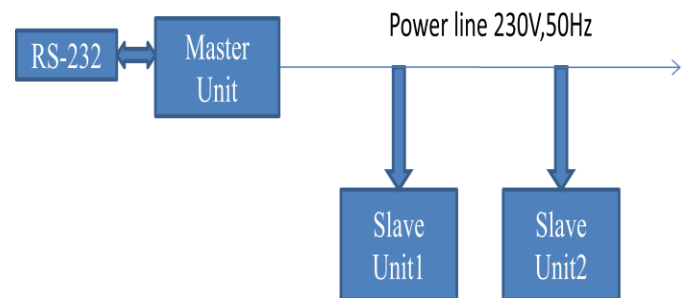 Power line 230V,50Hz
RS-232
Master
Unit
Slave
Unit1
Slave
Unit2